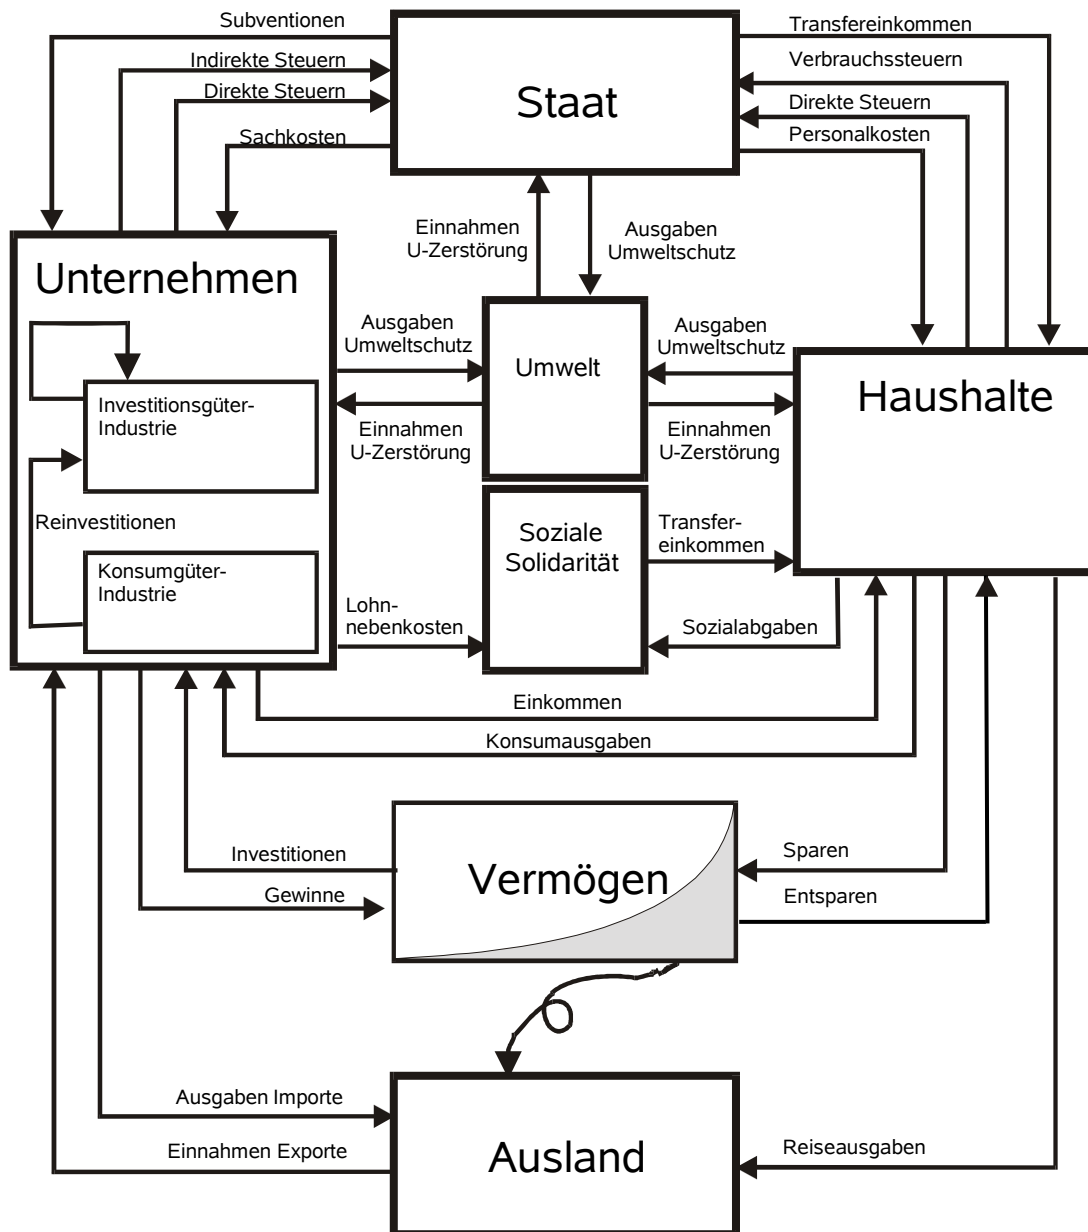 Subventionen
Transfereinkommen
Indirekte Steuern
Verbrauchssteuern
Direkte Steuern
Staat
Direkte Steuern
Sachkosten
Personalkosten
Einnahmen
U-Zerstörung
Ausgaben
Umweltschutz
Unternehmen
Ausgaben
Umweltschutz
Umwelt
Ausgaben
Umweltschutz
Haushalte
Investitionsgüter-
Industrie
Einnahmen
U-Zerstörung
Einnahmen
U-Zerstörung
Reinvestitionen
Soziale
Solidarität
Transfer-
einkommen
Konsumgüter-
Industrie
Lohn-
nebenkosten
Sozialabgaben
Einkommen
Konsumausgaben
Investitionen
Vermögen
Sparen
Gewinne
Entsparen
Ausgaben Importe
Einnahmen Exporte
Ausland
Reiseausgaben